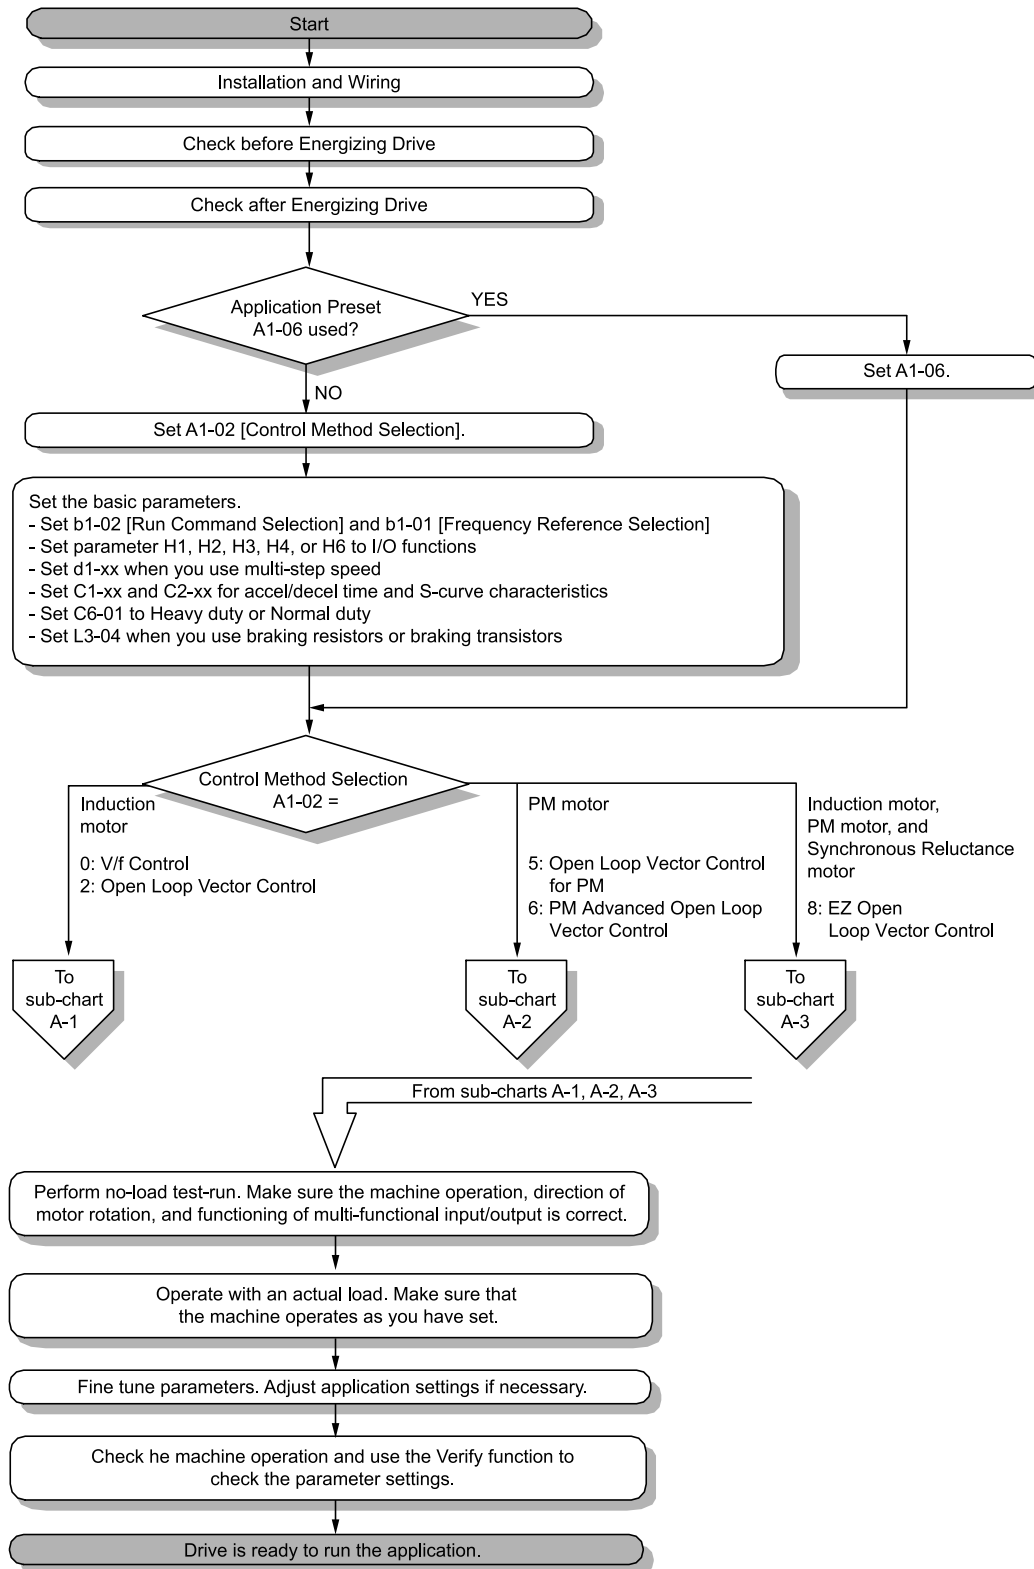 Start
Installation and Wiring
Check before Energizing Drive
Check after Energizing Drive
Application Preset
A1-06 used?
YES
NO
Set A1-06.
Set A1-02 [Control Method Selection].
Set the basic parameters.
- Set b1-02 [Run Command Selection] and b1-01 [Frequency Reference Selection]
- Set parameter H1, H2, H3, H4, or H6 to I/O functions
- Set d1-xx when you use multi-step speed
- Set C1-xx and C2-xx for accel/decel time and S-curve characteristics
- Set C6-01 to Heavy duty or Normal duty
- Set L3-04 when you use braking resistors or braking transistors
Control Method Selection
A1-02 =
Induction
motor
0: V/f Control
2: Open Loop Vector Control
PM motor
5: Open Loop Vector Control
for PM
6: PM Advanced Open Loop
Vector Control
Induction motor,
PM motor, and
Synchronous Reluctance
motor
8: EZ Open
Loop Vector Control
To
sub-chart
A-1
To
sub-chart
A-2
To
sub-chart
A-3
From sub-charts A-1, A-2, A-3
Perform no-load test-run. Make sure the machine operation, direction of
motor rotation, and functioning of multi-functional input/output is correct.
Operate with an actual load. Make sure that
the machine operates as you have set.
Fine tune parameters. Adjust application settings if necessary.
Check he machine operation and use the Verify function to
check the parameter settings.
Drive is ready to run the application.